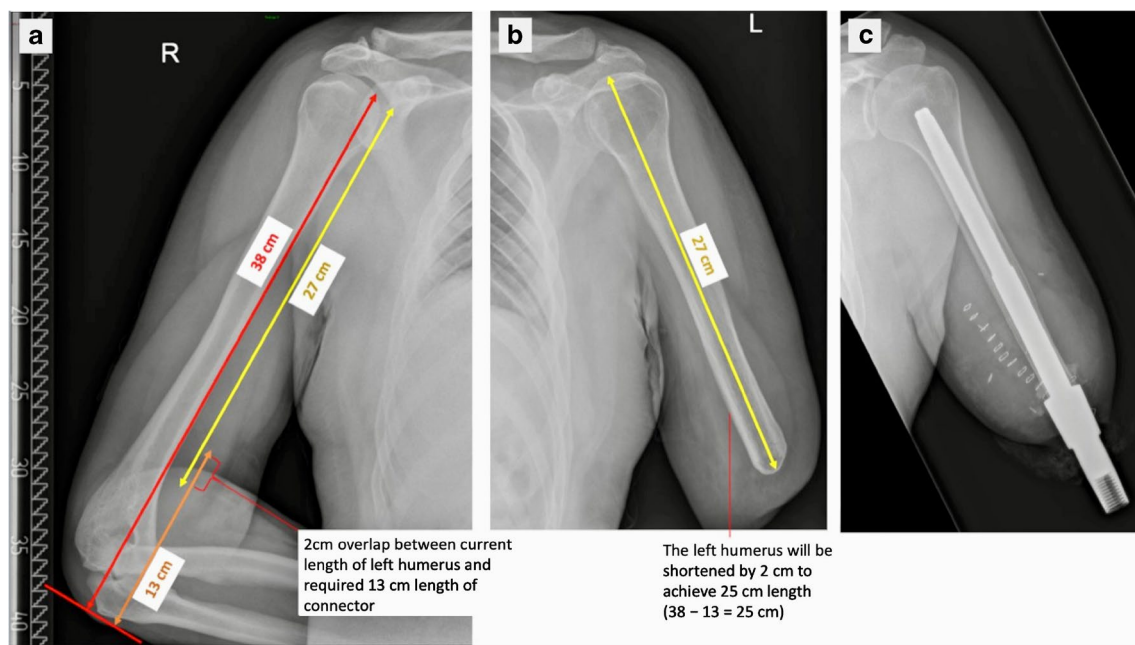 a
R
38 cm
27 cm
13 cm
5
10
15
20
25
30
35
40
2cm overlap between current
length of left humerus and
required 13 cm length of
connector
b
L
27 cm
The left humerus will be
shortened by 2 cm to
achieve 25 cm length
(38 – 13 = 25 cm)
c